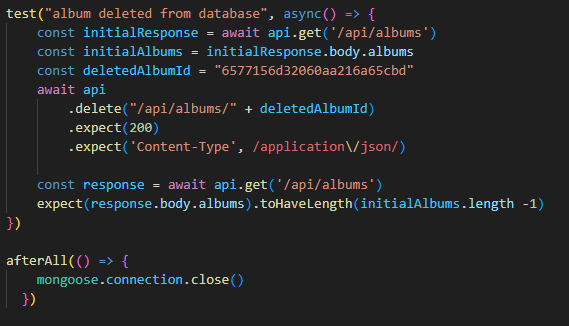 test("album deleted from database", async() => {
    const initialResponse = await api.get('/api/albums')
    const initialAlbums = initialResponse.body.albums
    const deletedAlbumId = "6577156d32060aa216a65cbd"
    await api
        .delete("/api/albums/" + deletedAlbumId)
        .expect(200)
        .expect('Content-Type', /application\/json/)

    const response = await api.get('/api/albums')
    expect(response.body.albums).toHaveLength(initialAlbums.length -1)
})

afterAll(() => {
    mongoose.connection.close()
  })